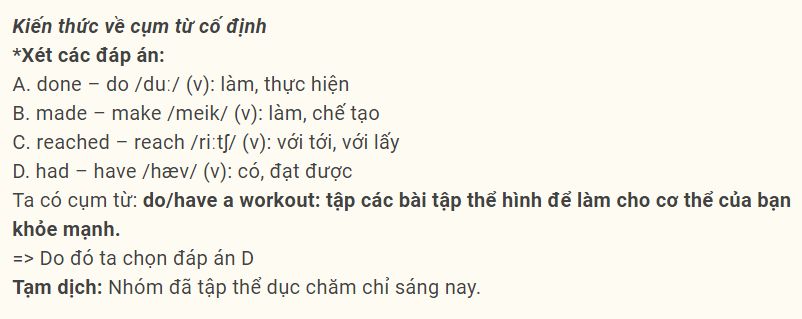 Kiến thức về cụm từ cố định
*Xét các đáp án:
A. done – do /duː/ (v): làm, thực hiện
B. made – make /meik/ (v): làm, chế tạo
C. reached – reach /riːtʃ/ (v): với tới, với lấy
D. had – have /hæv/ (v): có, đạt được
Ta có cụm từ: do/have a workout: tập các bài tập thể hình để làm cho cơ thể của bạn
khỏe mạnh.
=> Do đó ta chọn đáp án D
Tạm dịch: Nhóm đã tập thể dục chăm chỉ sáng nay.